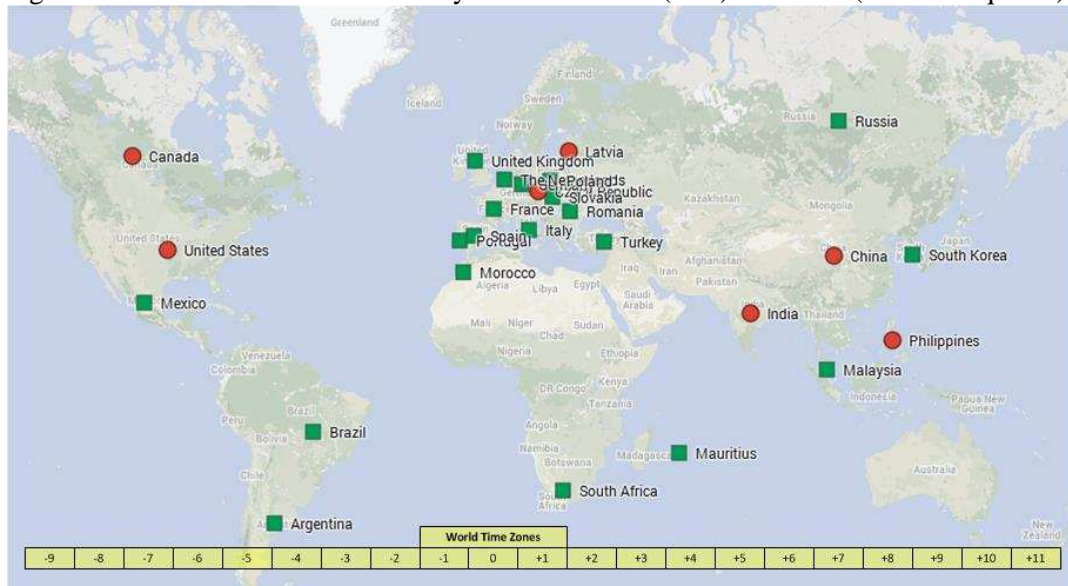 Greenland
Iceland
Finland
Sweden
Norway
Russia
Russia
Canada
Latvia
United Kingdom
The Netherlands
Poland
Czech Republic
Slovakia
France
Romania
Kazakhstan
Mongolia
United States
United States
Spain
Italy
Portugal
Turkey
China
South Korea
Japan
Afghanistan
Morocco
Algeria
Libya
Egypt
Iraq
Iran
Pakistan
Saudi
Arabia
Mexico
India
Thailand
Mali
Niger
Chad
Sudan
Philippines
Nigeria
Ethiopia
Venezuela
Colombia
Malaysia
Kenya
DR Congo
Indonesia
Papua New
Guinea
Tanzania
Peru
Brazil
Brazil
Bolivia
Angola
Namibia
Botswana
Madagascar
Mauritius
Chile
Australia
South Africa
Argentina
New
Zealand
World Time Zones
-9 -8 -7 -6 -5 -4 -3 -2 -1 0 +1 +2 +3 +4 +5 +6 +7 +8 +9 +10 +11